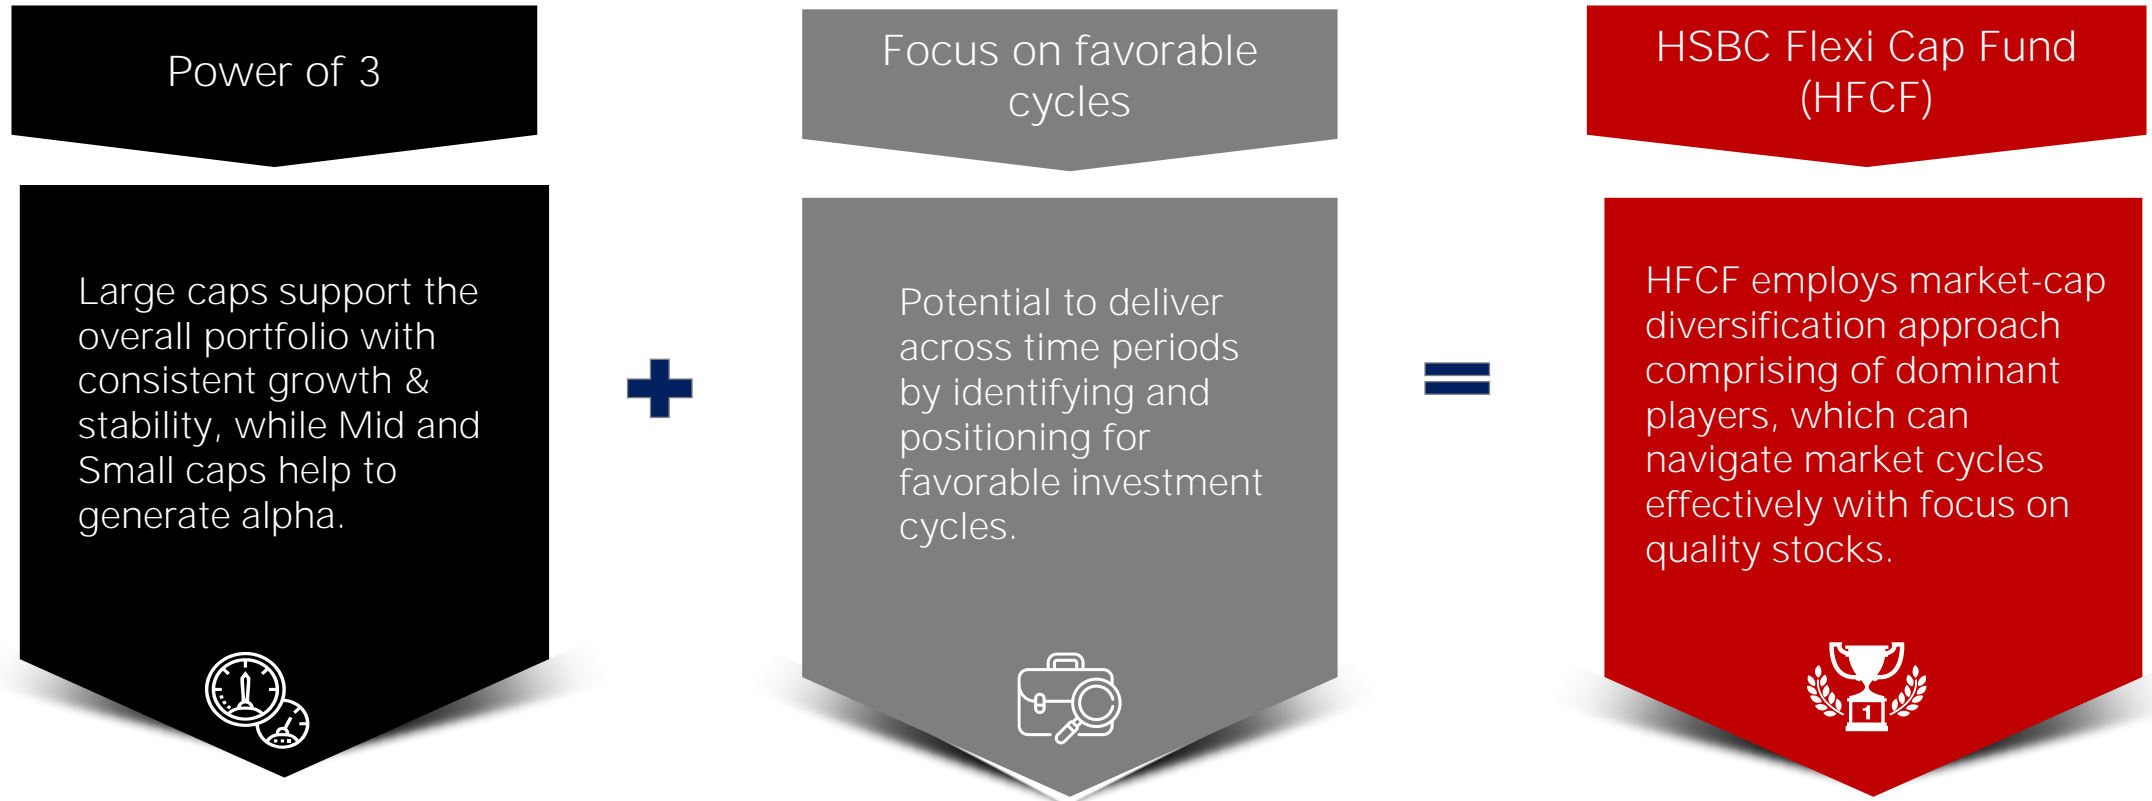 Power of 3
Large caps support the
overall portfolio with
consistent growth &
stability, while Mid and
Small caps help to
generate alpha.
Focus on favorable
cycles
Potential to deliver
across time periods
by identifying and
positioning for
favorable investment
cycles.
HSBC Flexi Cap Fund
(HFCF)
HFCF employs market-cap
diversification approach
comprising of dominant
players, which can
navigate market cycles
effectively with focus on
quality stocks.
1